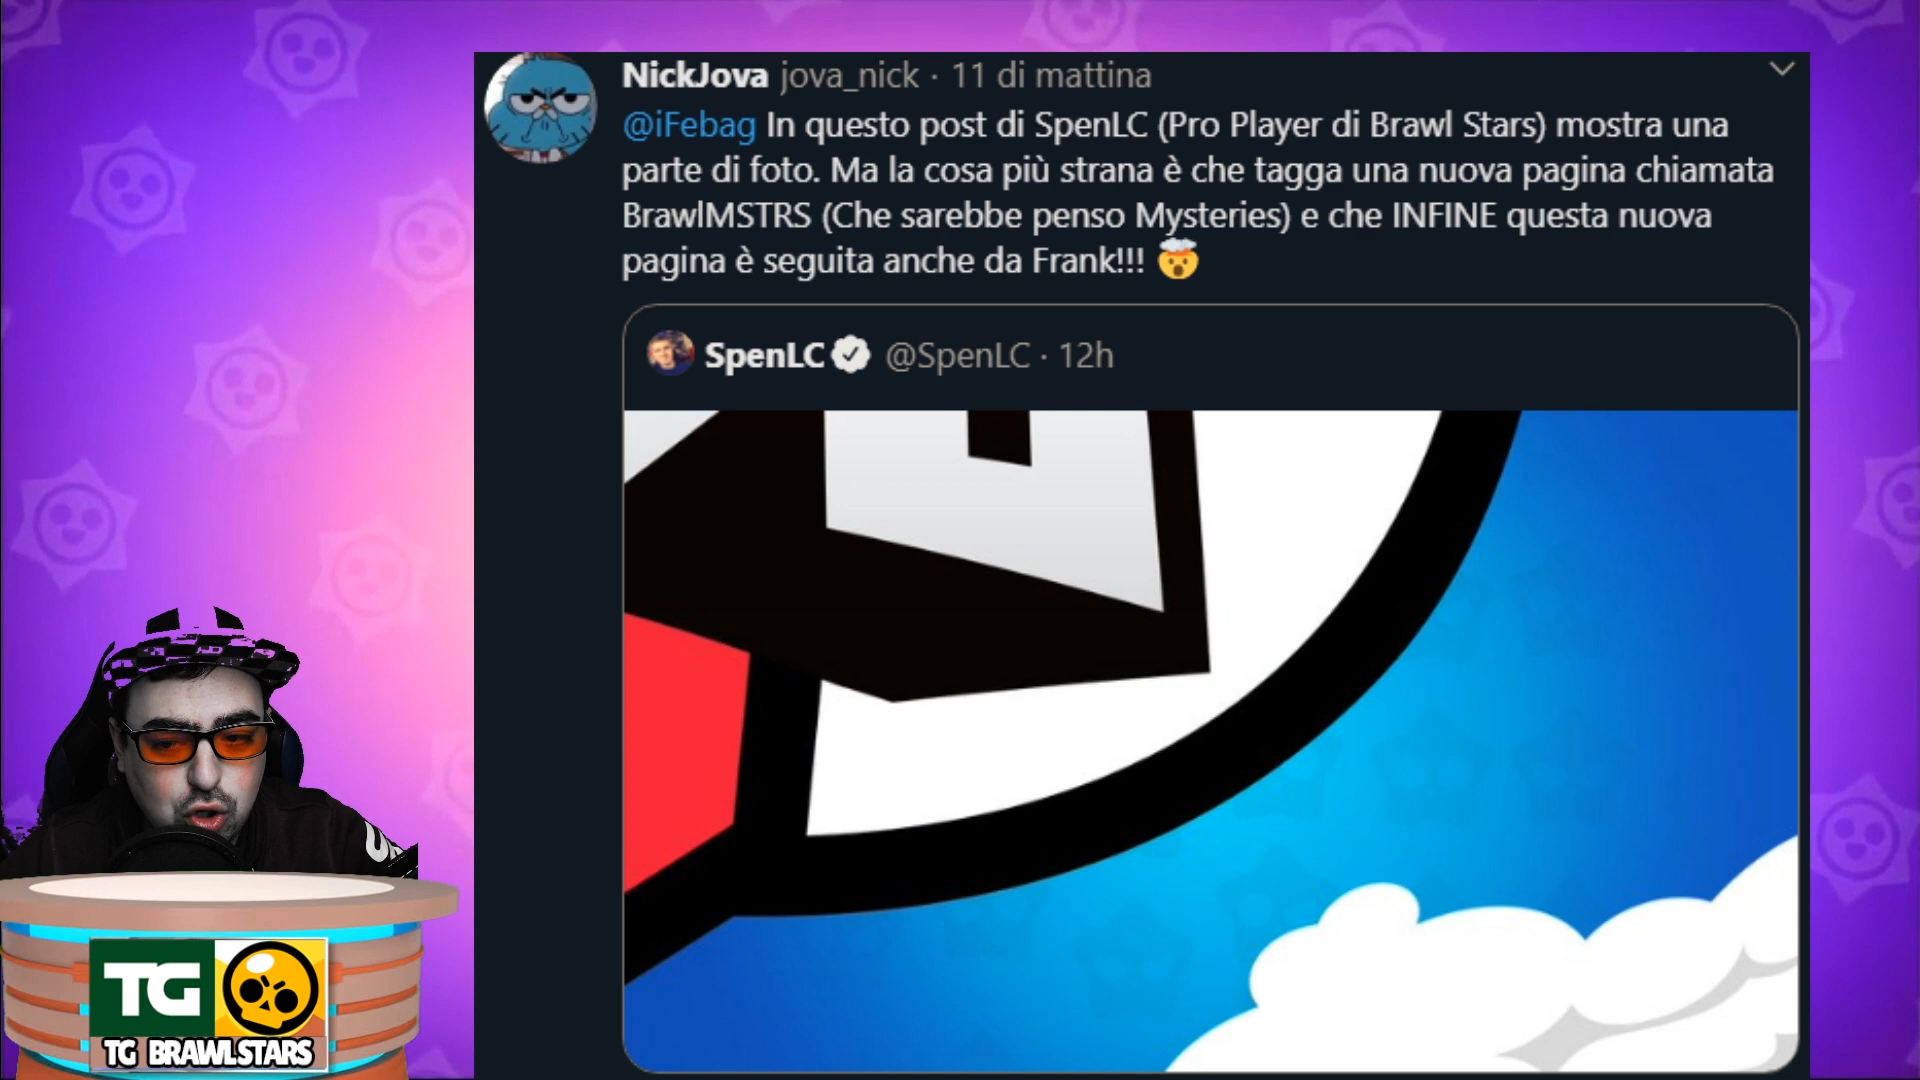 NickJova jova_nick · 11 di mattina
@iFebag In questo post di SpenLC (Pro Player di Brawl Stars) mostra una
parte di foto. Ma la cosa più strana è che tagga una nuova pagina chiamata
BrawlMSTRS (Che sarebbe penso Mysteries) e che INFINE questa nuova
pagina è seguita anche da Frank!!! 🤯
SpenLC @SpenLC · 12h
TG
TG BRAWLSTARS